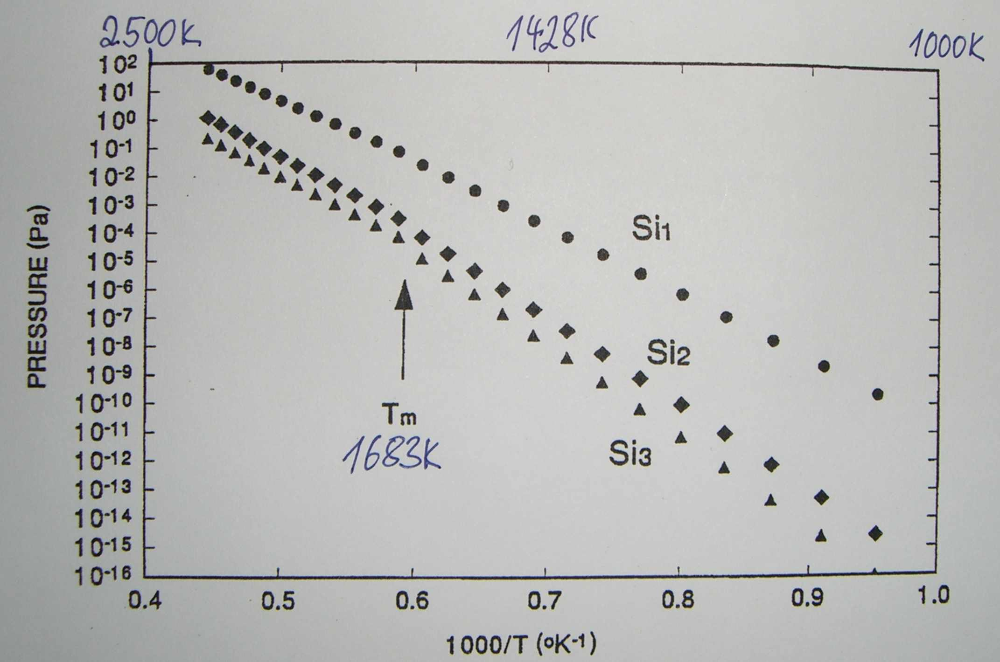 2500K 1428K 1000K
10²
10¹
10⁰
10⁻¹
10⁻²
10⁻³
10⁻⁴
10⁻⁵
10⁻⁶
10⁻⁷
10⁻⁸
10⁻⁹
10⁻¹⁰
10⁻¹¹
10⁻¹²
10⁻¹³
10⁻¹⁴
10⁻¹⁵
10⁻¹⁶
PRESSURE (Pa)
Si₁
Si₂
Si₃
Tm
1683K
0.4 0.5 0.6 0.7 0.8 0.9 1.0
1000/T (°K⁻¹)